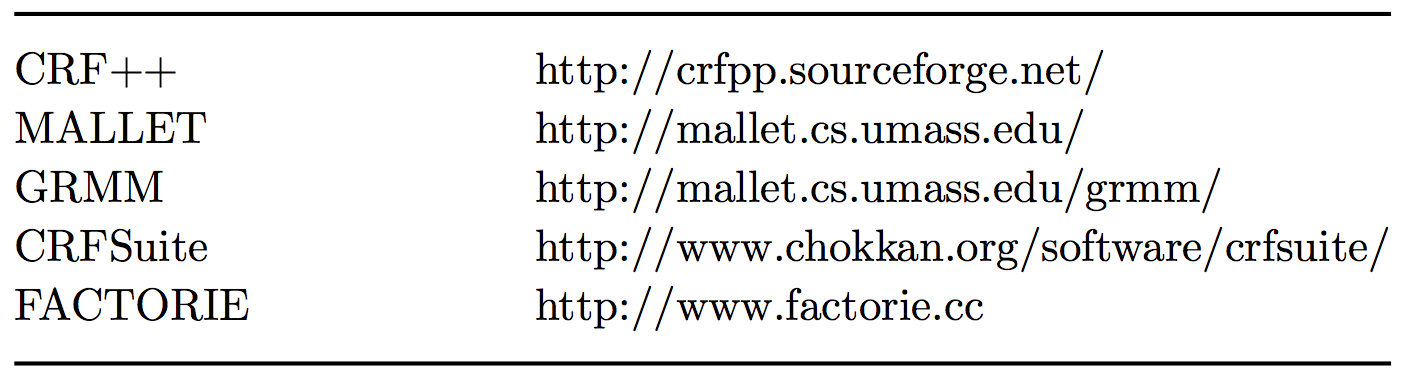 CRF++ http://crfpp.sourceforge.net/
MALLET http://mallet.cs.umass.edu/
GRMM http://mallet.cs.umass.edu/grmm/
CRFSuite http://www.chokkan.org/software/crfsuite/
FACTORIE http://www.factorie.cc